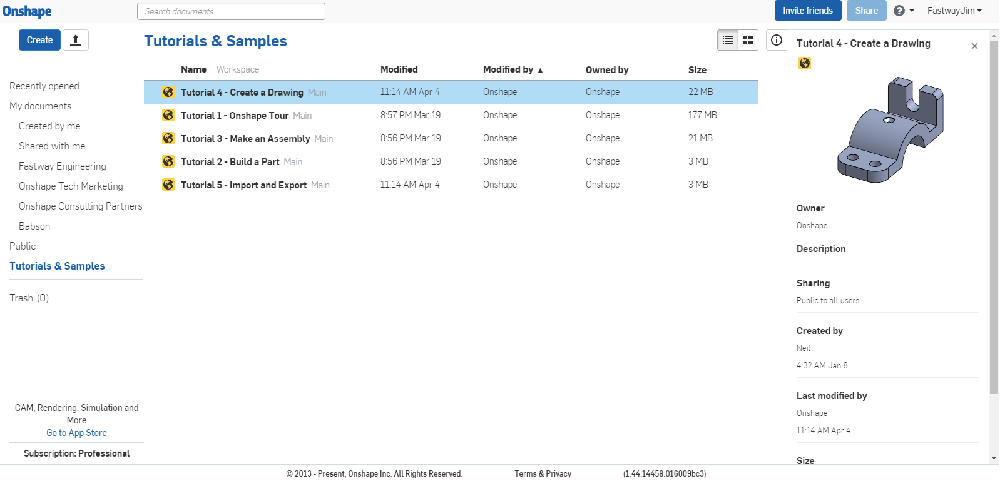 Onshape
Search documents
Invite friends
Share
?
FastwayJim
Create
Tutorials & Samples
Recently opened
My documents
Created by me
Shared with me
Fastway Engineering
Onshape Tech Marketing
Onshape Consulting Partners
Babson
Public
Tutorials & Samples
Trash (0)
CAM, Rendering, Simulation and
More
Go to App Store
Subscription: Professional
Name Workspace Modified Modified by ▲ Owned by Size
Tutorial 4 - Create a Drawing Main 11:14 AM Apr 4 Onshape Onshape 22 MB
Tutorial 1 - Onshape Tour Main 8:57 PM Mar 19 Onshape Onshape 177 MB
Tutorial 3 - Make an Assembly Main 8:56 PM Mar 19 Onshape Onshape 21 MB
Tutorial 2 - Build a Part Main 8:56 PM Mar 19 Onshape Onshape 3 MB
Tutorial 5 - Import and Export Main 11:14 AM Apr 4 Onshape Onshape 3 MB
Tutorial 4 - Create a Drawing
Owner
Onshape
Description
Sharing
Public to all users
Created by
Neil
4:32 AM Jan 8
Last modified by
Onshape
11:14 AM Apr 4
Size
© 2013 - Present, Onshape Inc. All Rights Reserved. Terms & Privacy (1.44.14458.016009bc3)